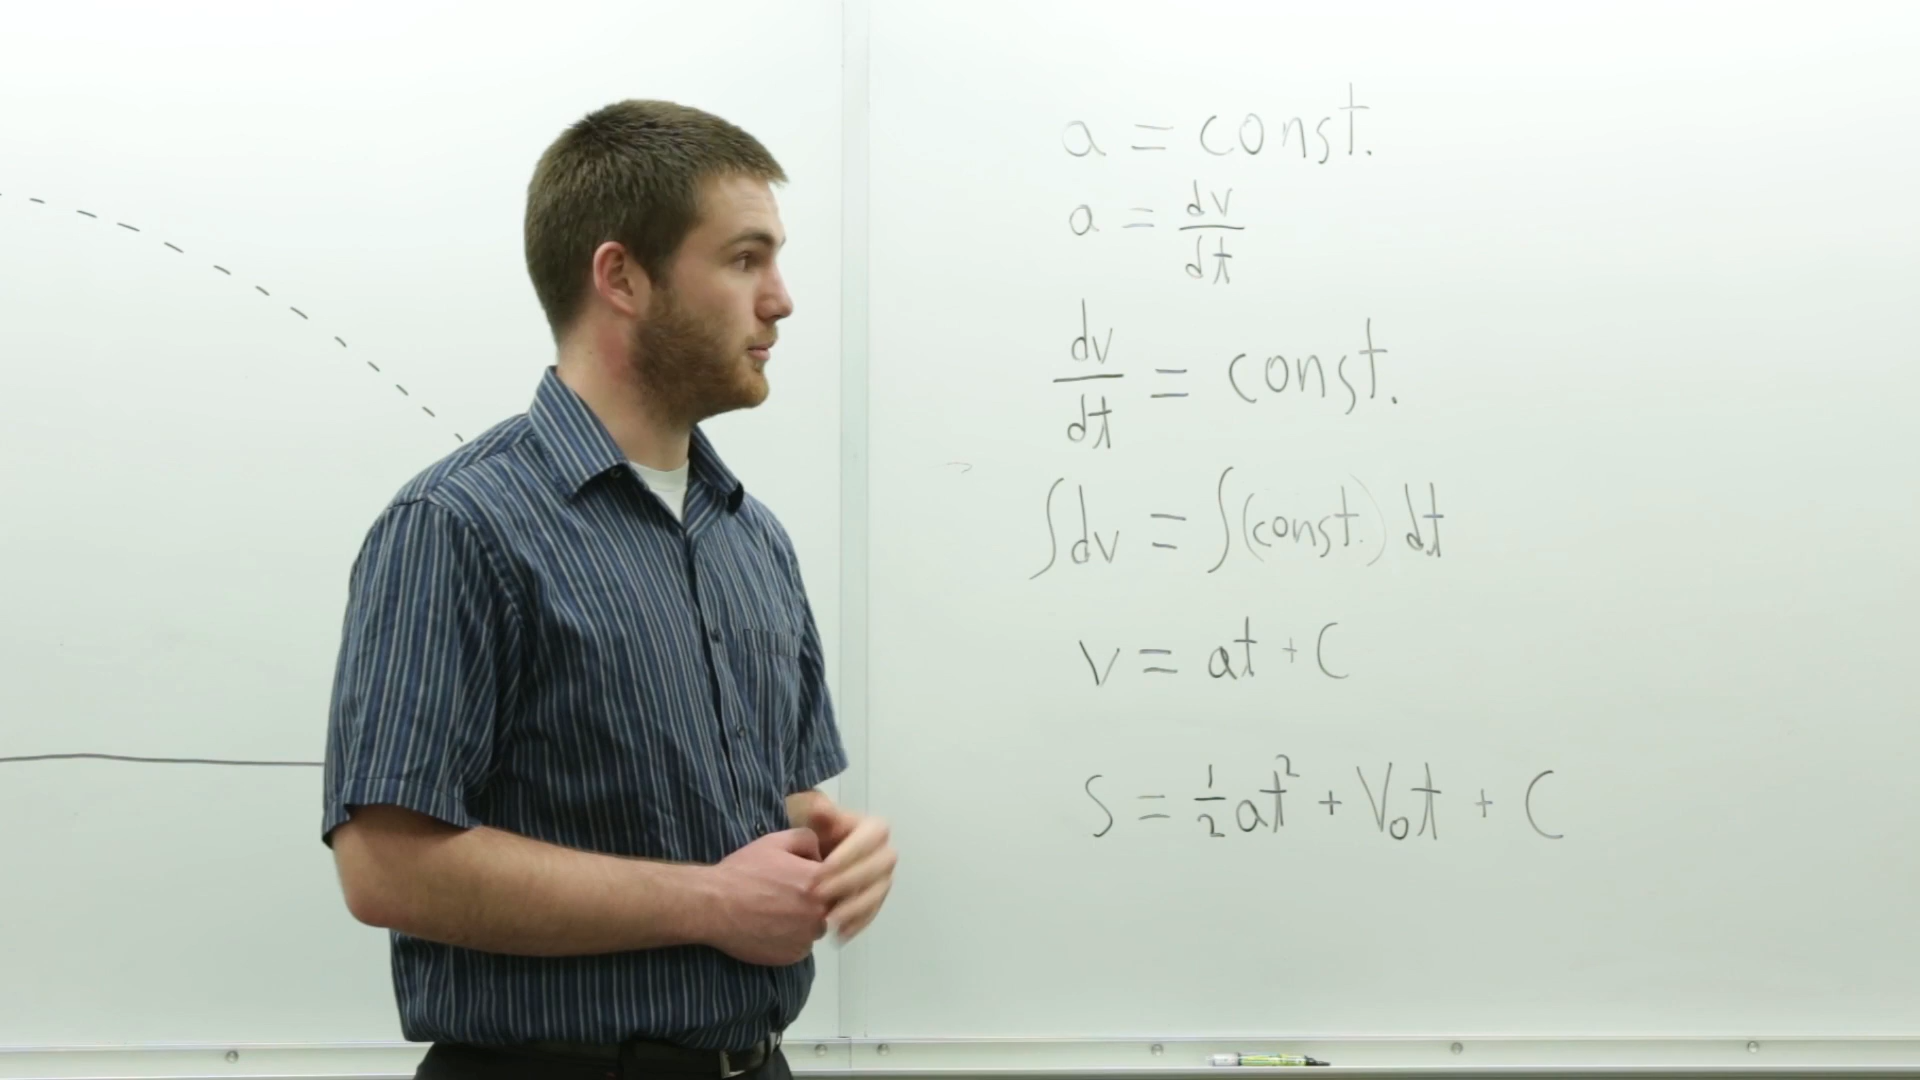 a = const.
a = dv/dt
dv/dt = const.
∫dv = ∫(const.) dt
v = at + C
S = ½at² + V₀t + C